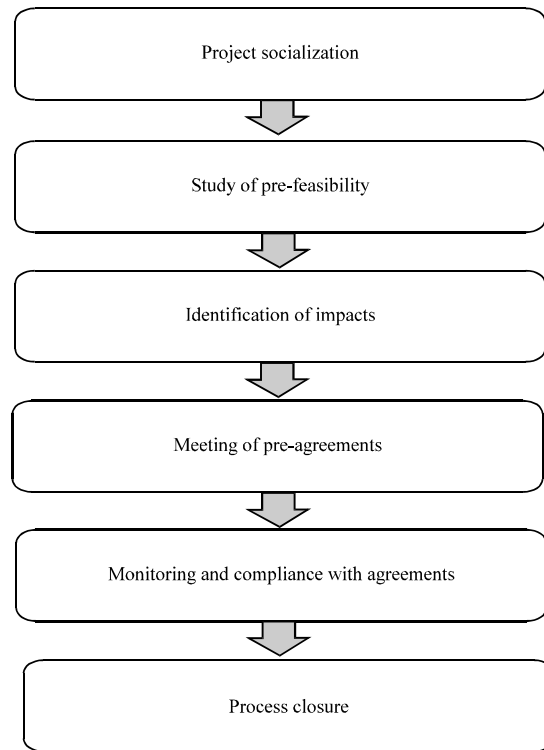 Project socialization
Study of pre-feasibility
Identification of impacts
Meeting of pre-agreements
Monitoring and compliance with agreements
Process closure